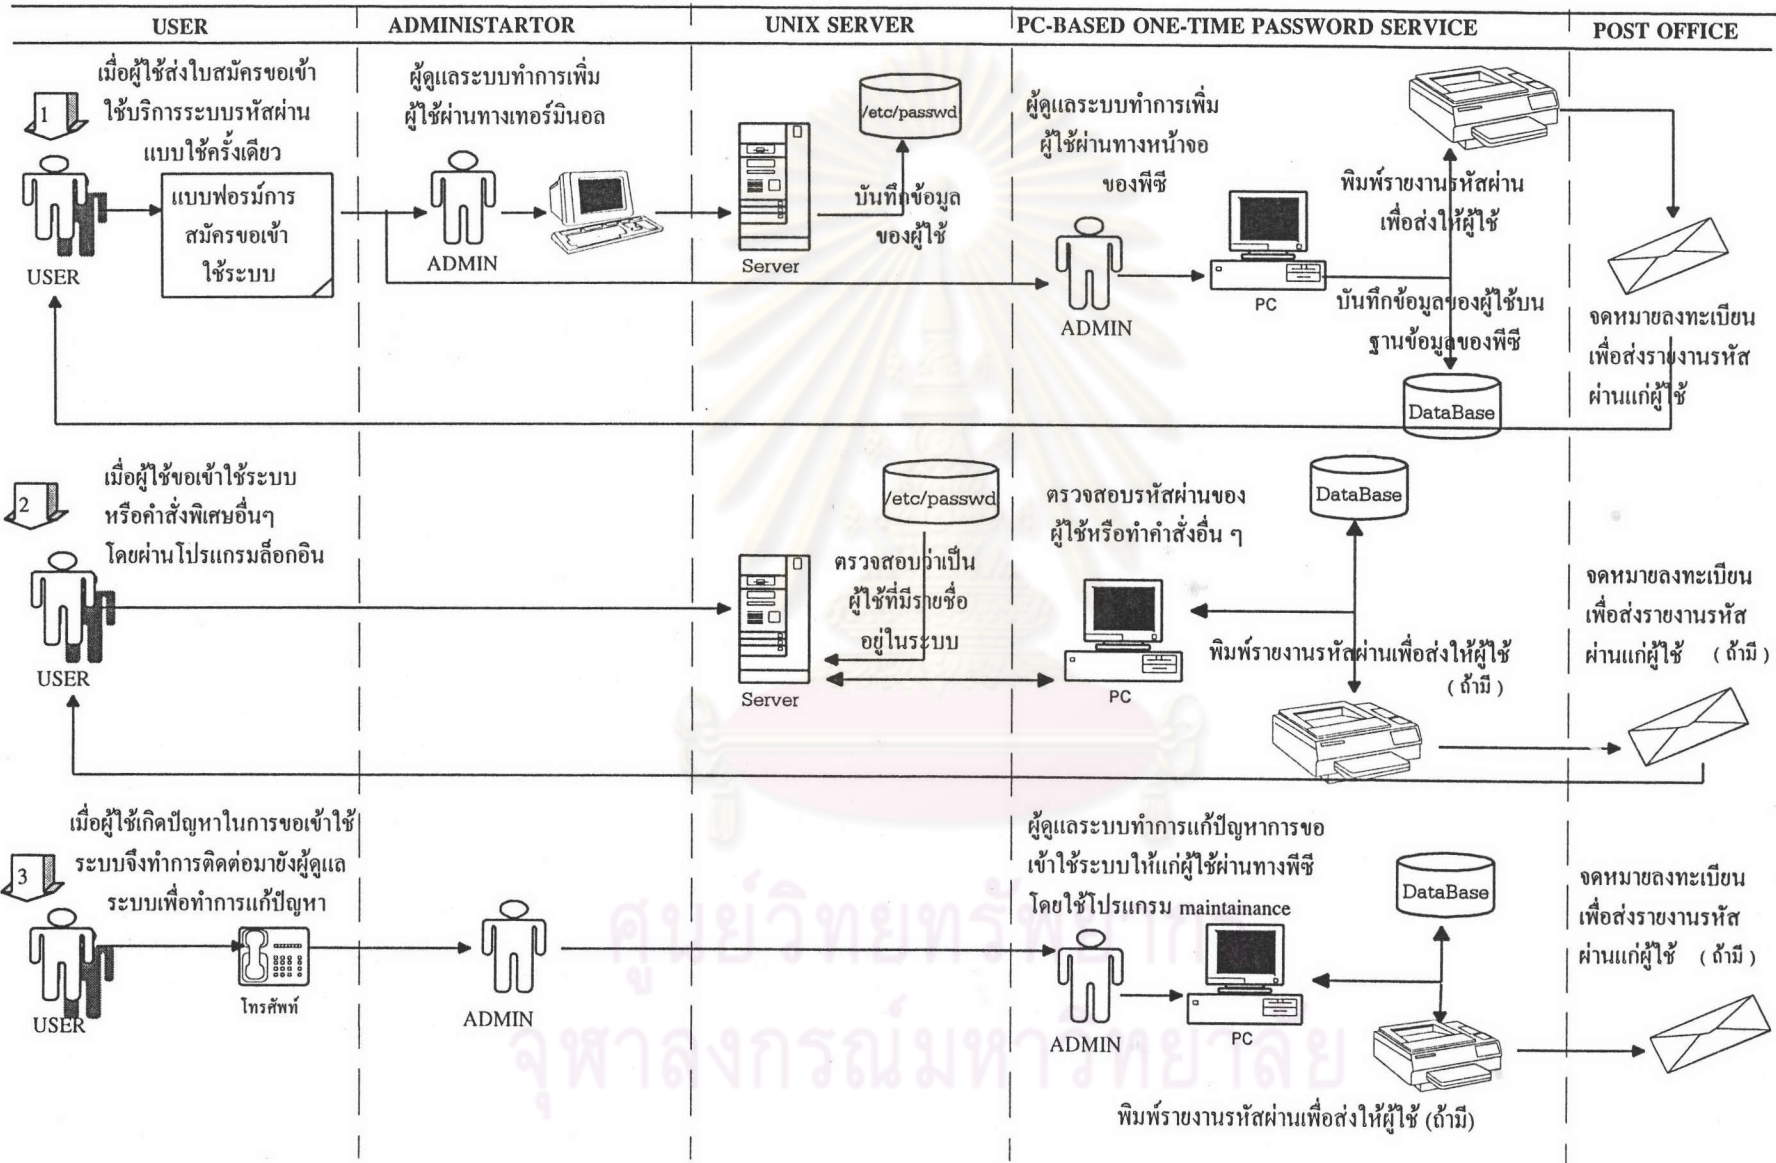 USER
ADMINISTARTOR
UNIX SERVER
PC-BASED ONE-TIME PASSWORD SERVICE
POST OFFICE
1
เมื่อผู้ใช้ส่งใบสมัครขอเข้า
ใช้บริการระบบรหัสผ่าน
แบบใช้ครั้งเดียว
USER
แบบฟอร์มการ
สมัครขอเข้า
ใช้ระบบ
ผู้ดูแลระบบทำการเพิ่ม
ผู้ใช้ผ่านทางเทอร์มินอล
ADMIN
Server
/etc/passwd
บันทึกข้อมูล
ของผู้ใช้
ผู้ดูแลระบบทำการเพิ่ม
ผู้ใช้ผ่านทางหน้าจอ
ของพีซี
ADMIN
PC
พิมพ์รายงานรหัสผ่าน
เพื่อส่งให้ผู้ใช้
บันทึกข้อมูลของผู้ใช้บน
ฐานข้อมูลของพีซี
DataBase
จดหมายลงทะเบียน
เพื่อส่งรายงานรหัส
ผ่านแก่ผู้ใช้
2
เมื่อผู้ใช้ขอเข้าใช้ระบบ
หรือคำสั่งพิเศษอื่นๆ
โดยผ่านโปรแกรมล็อกอิน
USER
Server
/etc/passwd
ตรวจสอบว่าเป็น
ผู้ใช้ที่มีรายชื่อ
อยู่ในระบบ
ตรวจสอบรหัสผ่านของ
ผู้ใช้หรือทำคำสั่งอื่น ๆ
PC
DataBase
พิมพ์รายงานรหัสผ่านเพื่อส่งให้ผู้ใช้
( ถ้ามี )
จดหมายลงทะเบียน
เพื่อส่งรายงานรหัส
ผ่านแก่ผู้ใช้ ( ถ้ามี )
3
เมื่อผู้ใช้เกิดปัญหาในการขอเข้าใช้
ระบบจึงทำการติดต่อมายังผู้ดูแล
ระบบเพื่อทำการแก้ปัญหา
USER
โทรศัพท์
ADMIN
ผู้ดูแลระบบทำการแก้ปัญหาการขอ
เข้าใช้ระบบให้แก่ผู้ใช้ผ่านทางพีซี
โดยใช้โปรแกรม maintainance
ADMIN
PC
DataBase
พิมพ์รายงานรหัสผ่านเพื่อส่งให้ผู้ใช้ (ถ้ามี)
จดหมายลงทะเบียน
เพื่อส่งรายงานรหัส
ผ่านแก่ผู้ใช้ ( ถ้ามี )
ศูนย์วิทยทรัพยากร
จุฬาลงกรณ์มหาวิทยาลัย